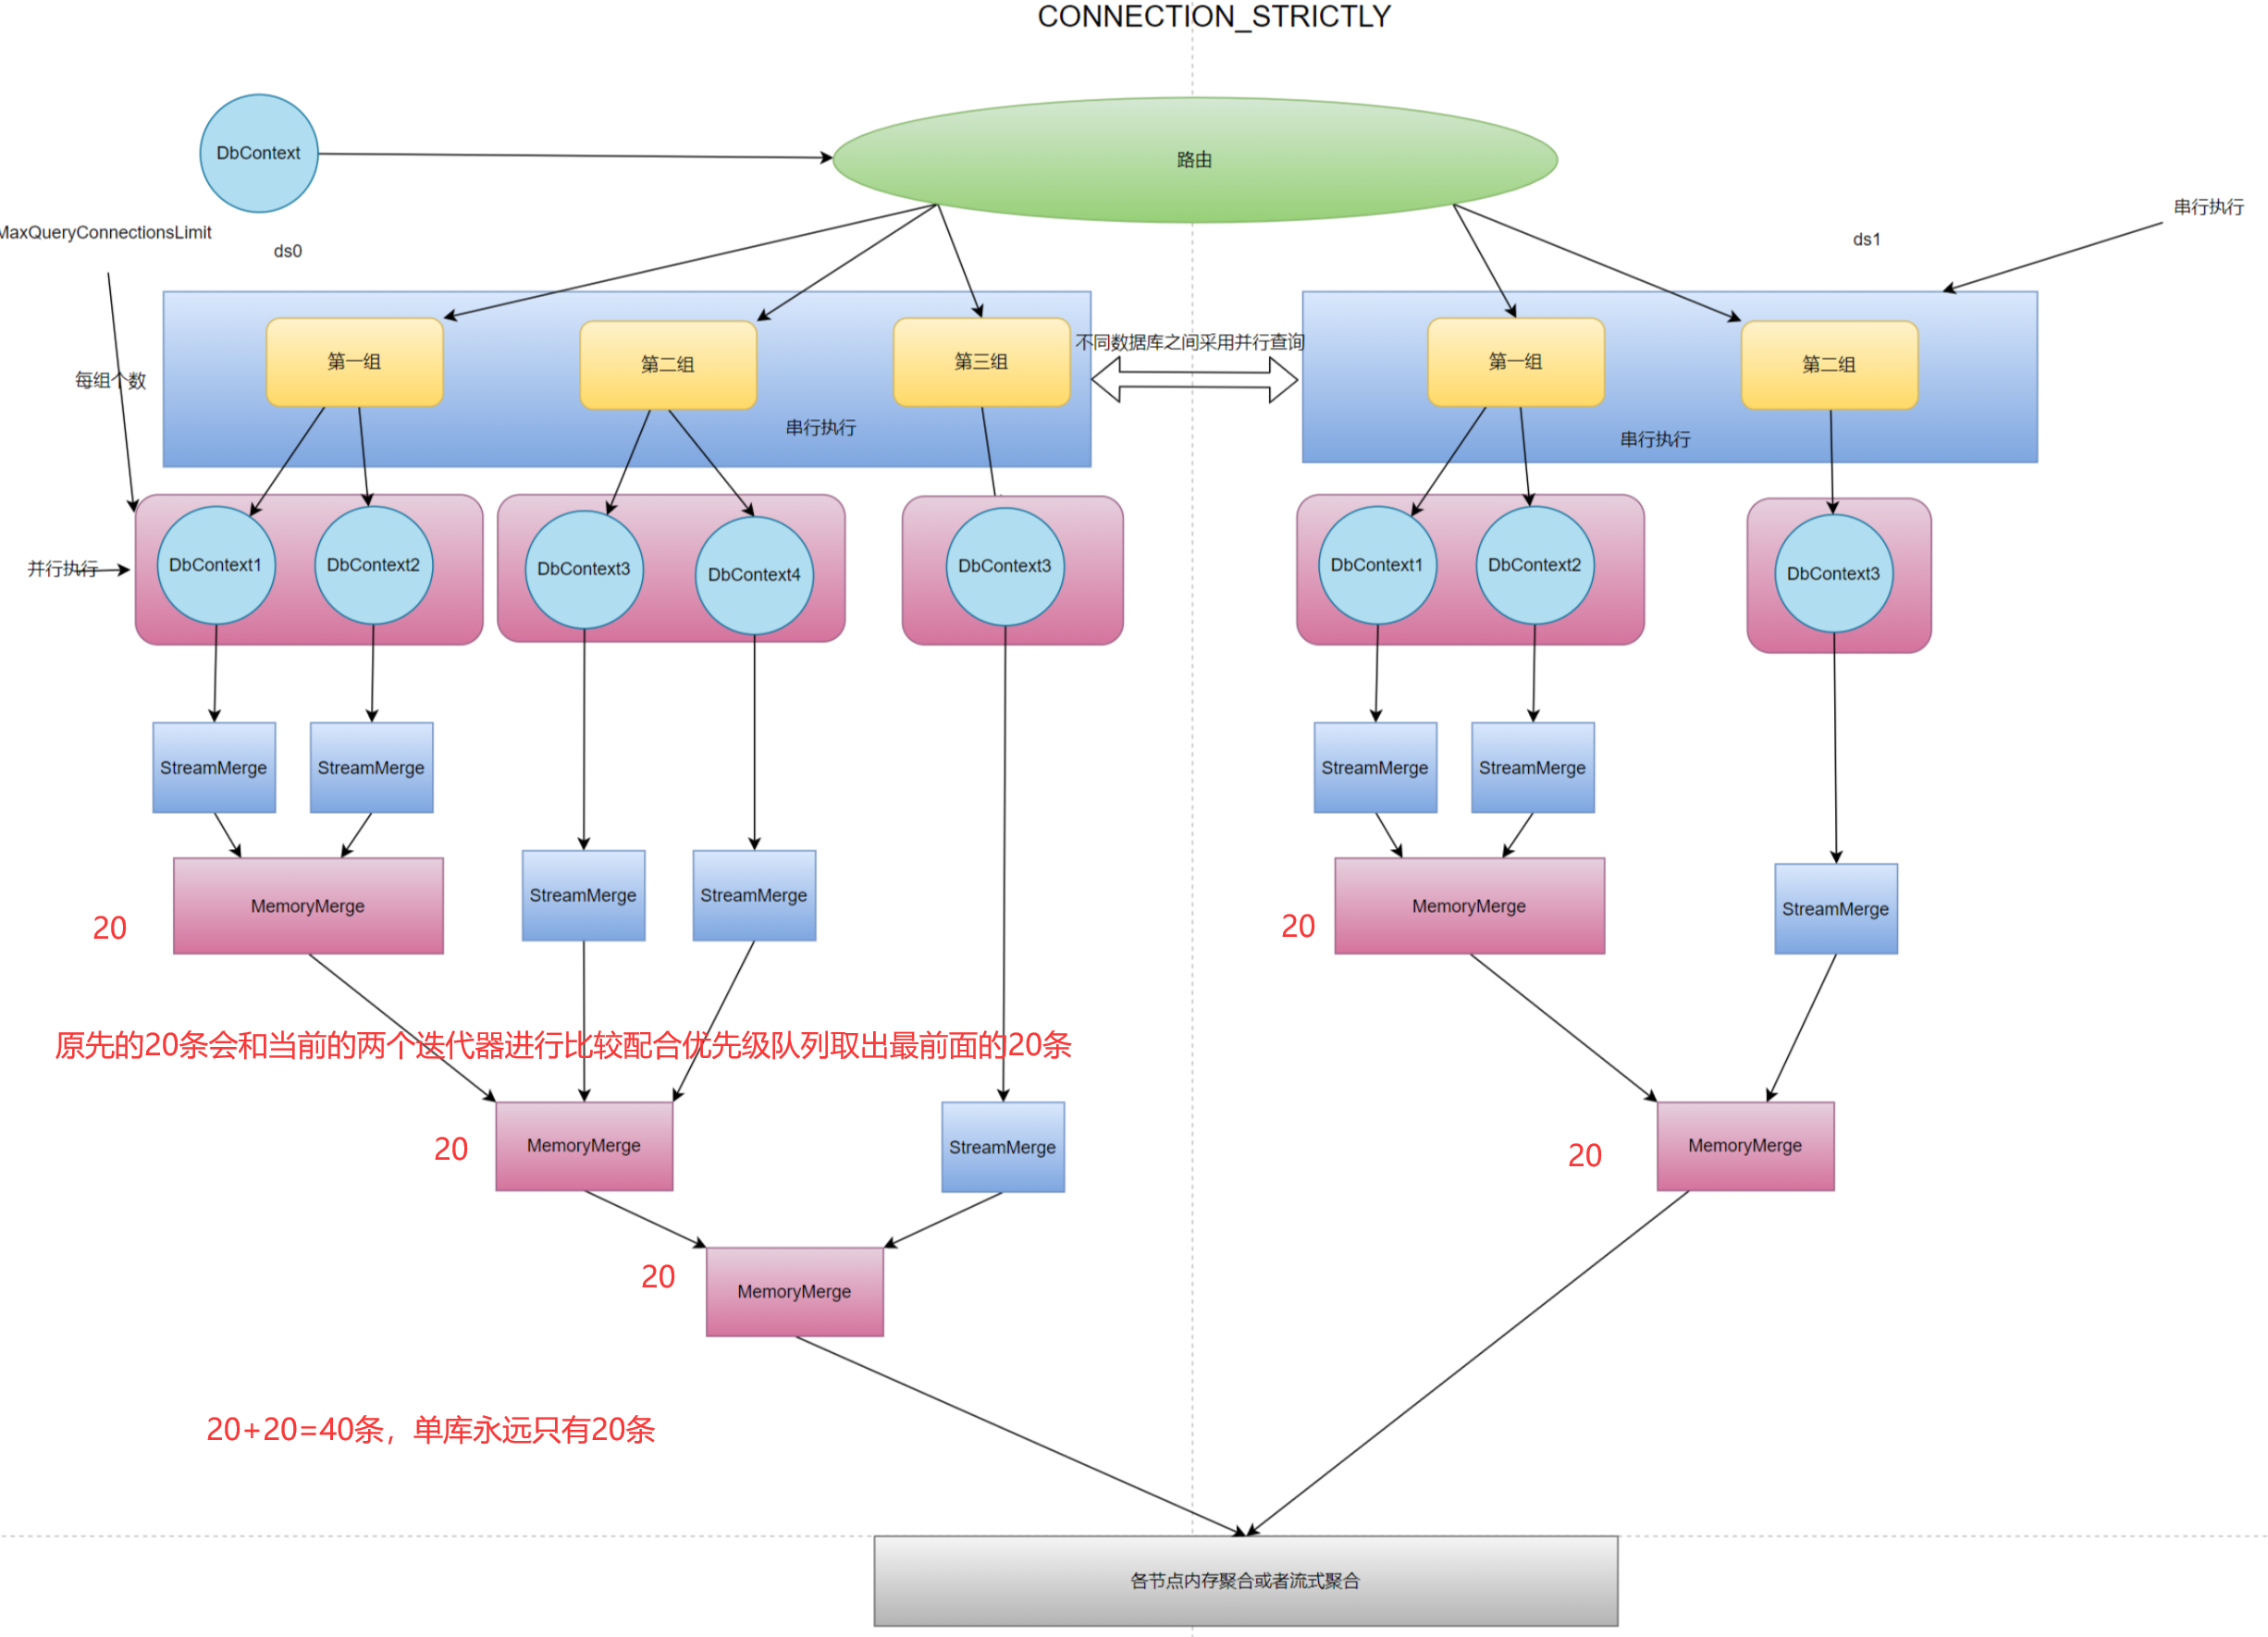 CONNECTION_STRICTLY
DbContext
路由
MaxQueryConnectionsLimit
ds0
ds1
串行执行
每组个数
第一组
第二组
第三组
串行执行
不同数据库之间采用并行查询
第一组
第二组
串行执行
并行执行
DbContext1
DbContext2
DbContext3
DbContext4
DbContext3
DbContext1
DbContext2
DbContext3
StreamMerge
StreamMerge
StreamMerge
StreamMerge
MemoryMerge
20
StreamMerge
StreamMerge
20
MemoryMerge
StreamMerge
原先的20条会和当前的两个迭代器进行比较配合优先级队列取出最前面的20条
20
MemoryMerge
StreamMerge
20
MemoryMerge
20
MemoryMerge
20+20=40条，单库永远只有20条
各节点内存聚合或者流式聚合